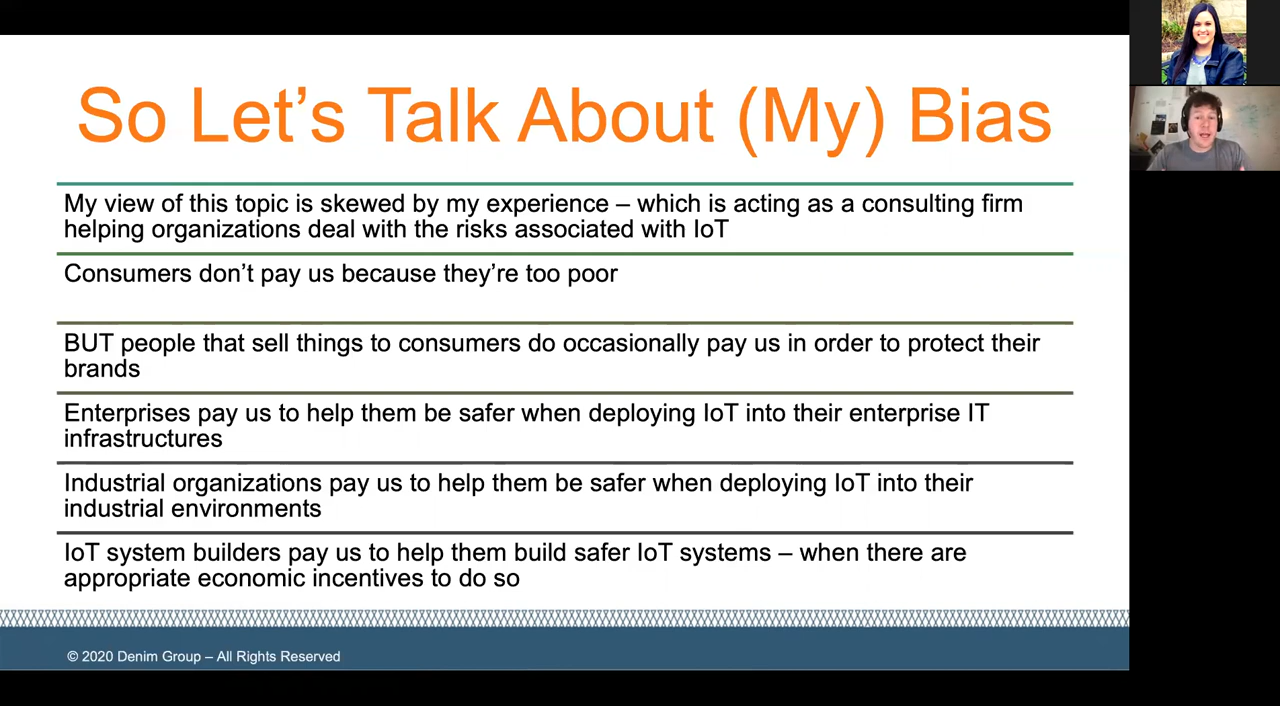 So Let’s Talk About (My) Bias
My view of this topic is skewed by my experience – which is acting as a consulting firm
helping organizations deal with the risks associated with IoT
Consumers don’t pay us because they’re too poor
BUT people that sell things to consumers do occasionally pay us in order to protect their
brands
Enterprises pay us to help them be safer when deploying IoT into their enterprise IT
infrastructures
Industrial organizations pay us to help them be safer when deploying IoT into their
industrial environments
IoT system builders pay us to help them build safer IoT systems – when there are
appropriate economic incentives to do so
© 2020 Denim Group – All Rights Reserved